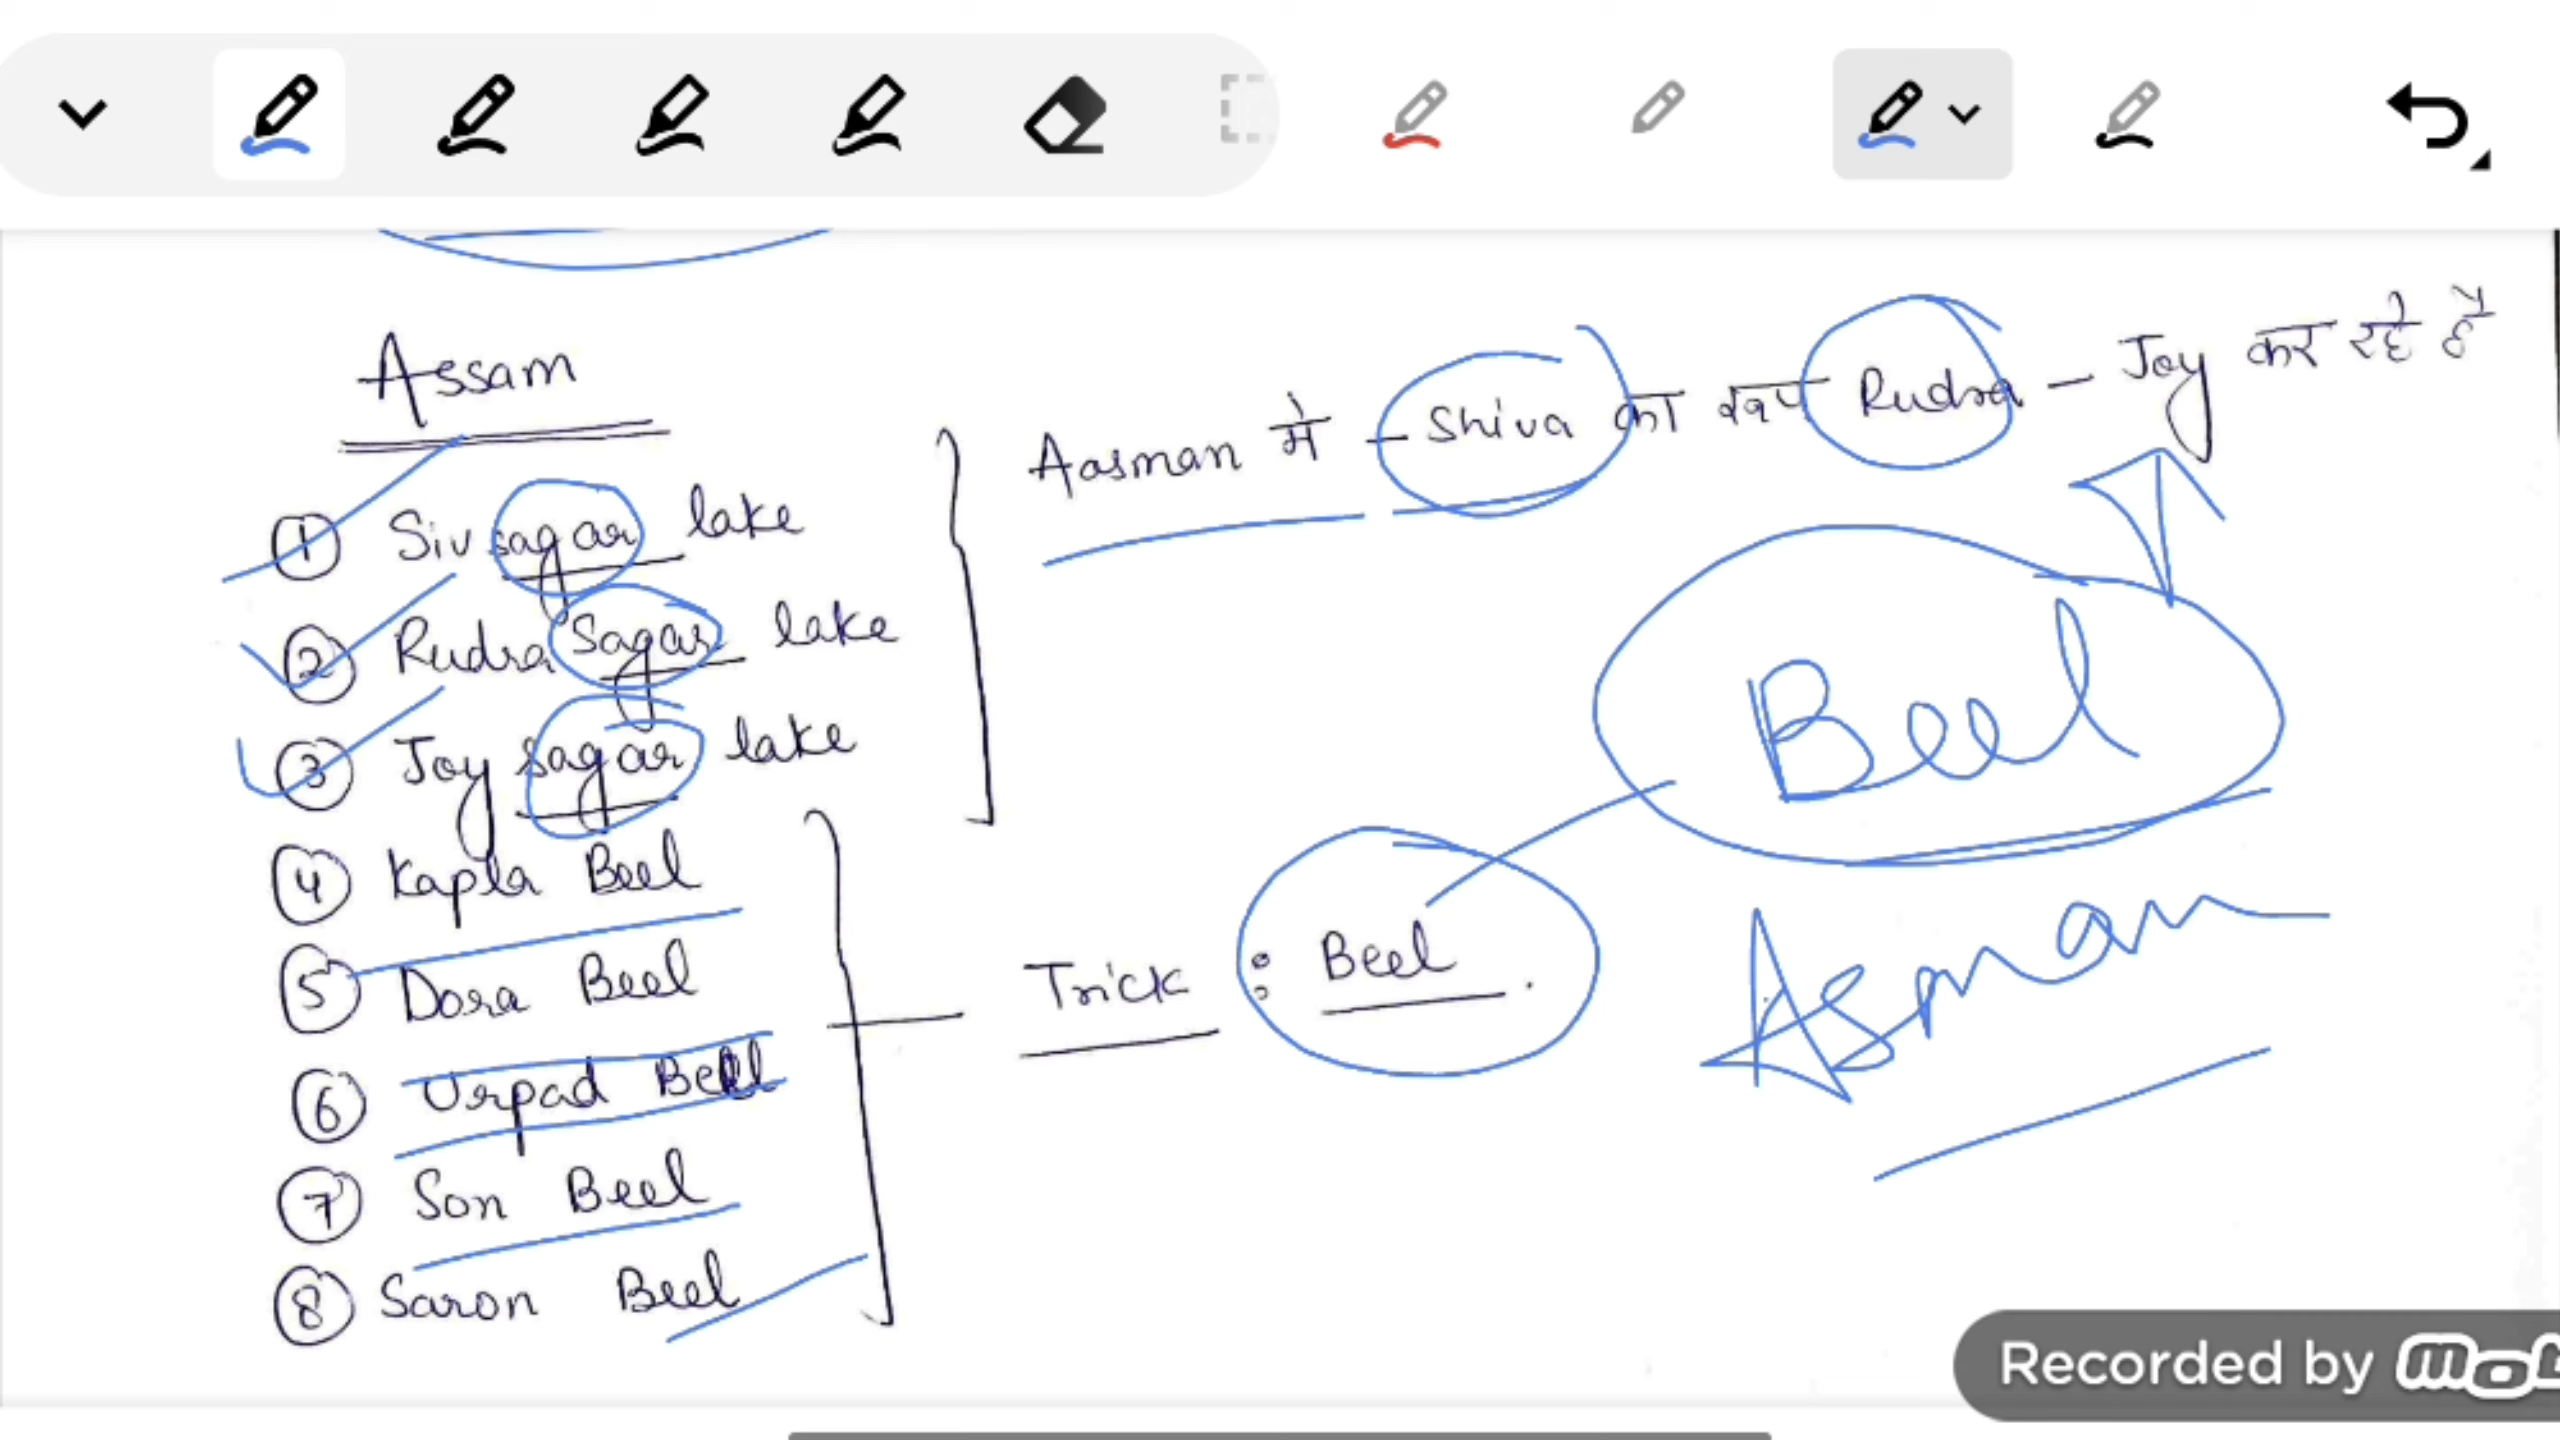 Assam
Aasman में - Shiva का रूप Rudra - Joy कर रहे हैं
① Sivsagar lake
② Rudra Sagar lake
③ Joy sagar lake
Beel
④ Kapla Beel
⑤ Dora Beel
Trick : Beel .
Asman
⑥ Urpad Beel
⑦ Son Beel
⑧ Saron Beel
Recorded by